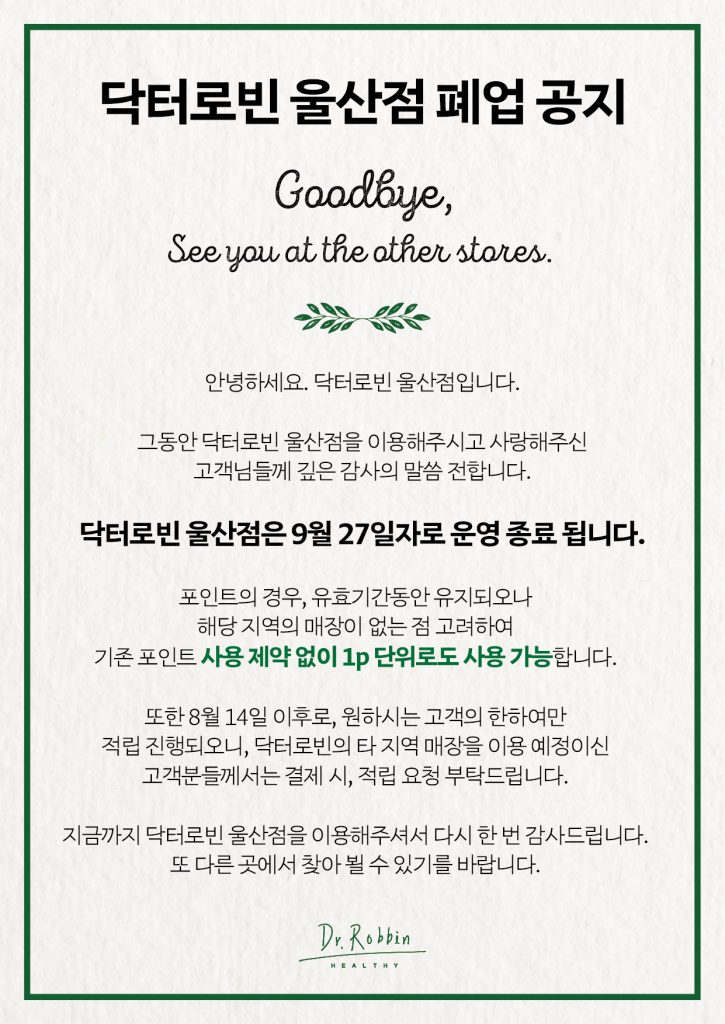 닥터로빈 울산점 폐업 공지
Goodbye,
See you at the other stores.
안녕하세요. 닥터로빈 울산점입니다.
그동안 닥터로빈 울산점을 이용해주시고 사랑해주신
고객님들께 깊은 감사의 말씀 전합니다.
닥터로빈 울산점은 9월 27일자로 운영 종료 됩니다.
포인트의 경우, 유효기간동안 유지되오나
해당 지역의 매장이 없는 점 고려하여
기존 포인트 사용 제약 없이 1p 단위로도 사용 가능합니다.
또한 8월 14일 이후로, 원하시는 고객의 한하여만
적립 진행되오니, 닥터로빈의 타 지역 매장을 이용 예정이신
고객분들께서는 결제 시, 적립 요청 부탁드립니다.
지금까지 닥터로빈 울산점을 이용해주셔서 다시 한 번 감사드립니다.
또 다른 곳에서 찾아 뵐 수 있기를 바랍니다.
Dr. Robbin
HEALTHY